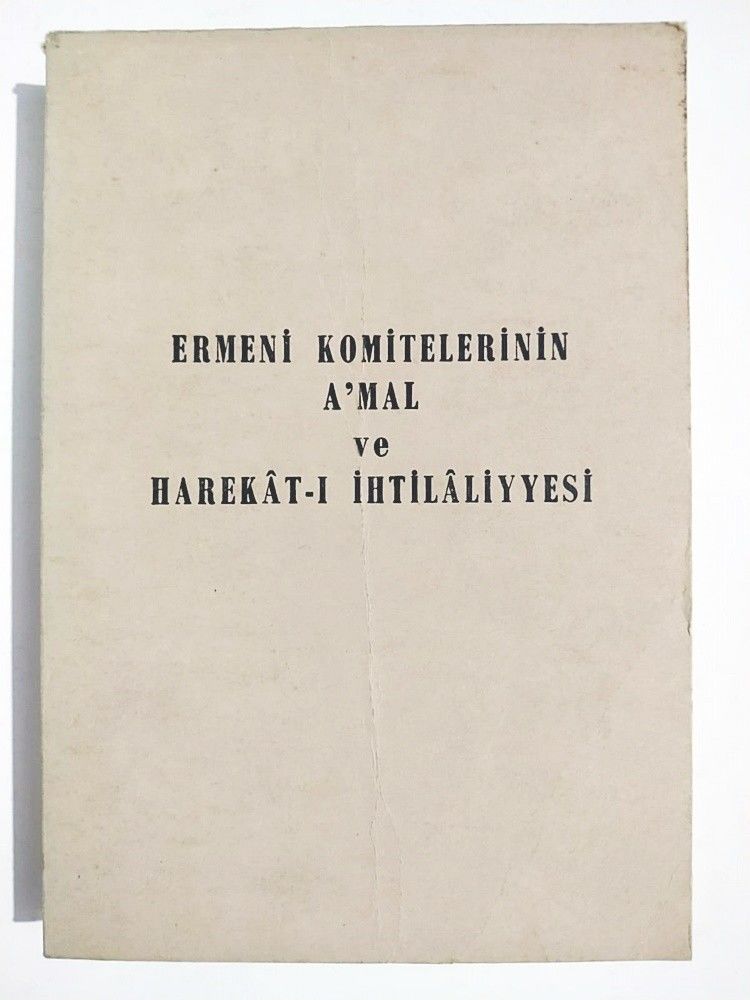 ERMENİ KOMİTELERİNİN
A'MAL
ve
HAREKÂT-I İHTİLÂLİYYESİ